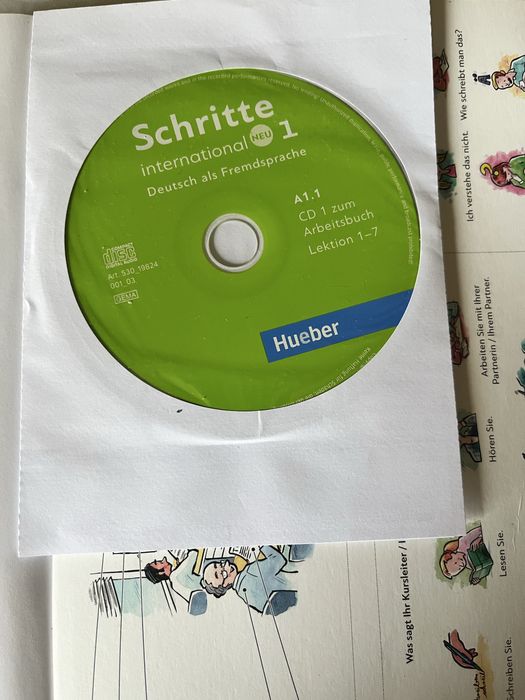 Schritte
international NEU 1
Deutsch als Fremdsprache
A1.1
CD 1 zum
Arbeitsbuch
Lektion 1–7
COMPACT
disc
DIGITAL AUDIO
Art. 530_19824
001_03
GEMA
Hueber
Wie schreibt man das?
Ich verstehe das nicht.
Arbeiten Sie mit Ihrer
Partnerin / Ihrem Partner.
Hören Sie.
Lesen Sie.
Schreiben Sie.
Was sagt Ihr Kursleiter / I